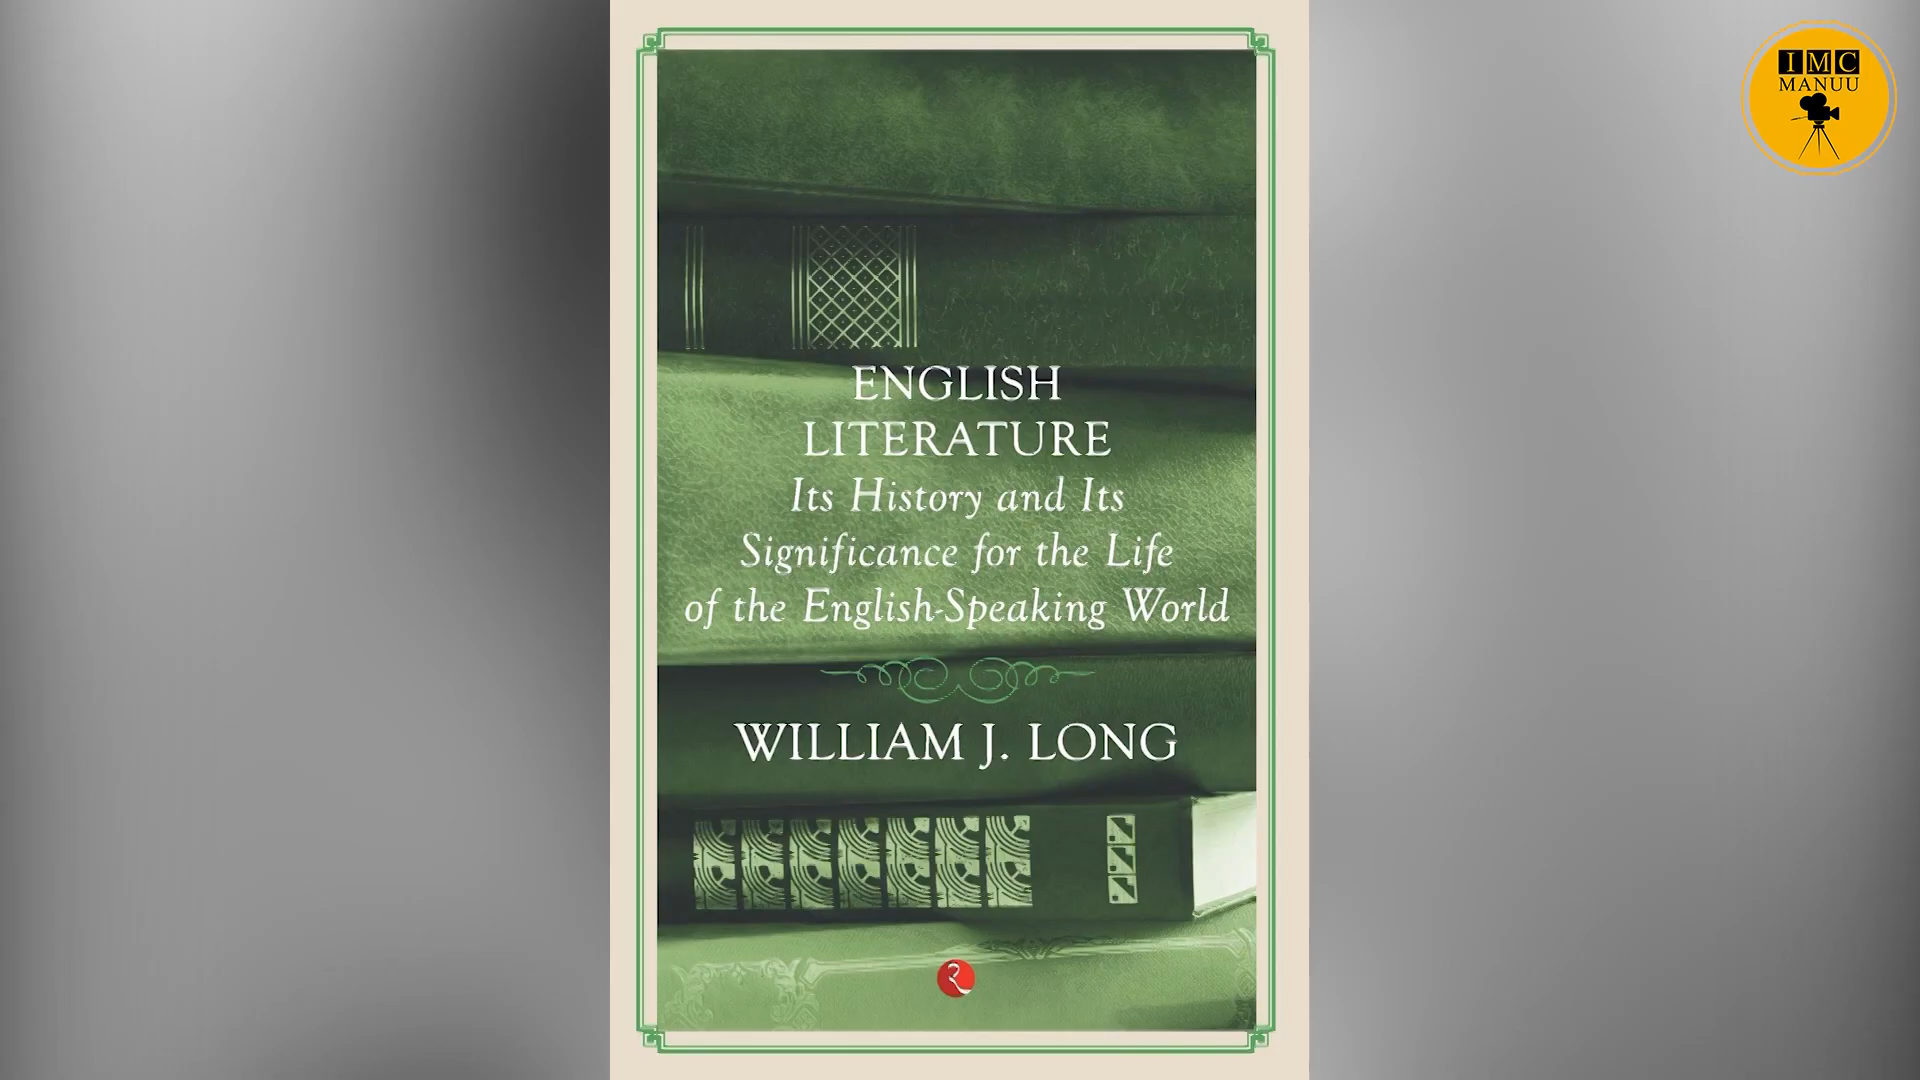 IMC
MANUU
ENGLISH
LITERATURE
Its History and Its
Significance for the Life
of the English-Speaking World
WILLIAM J. LONG